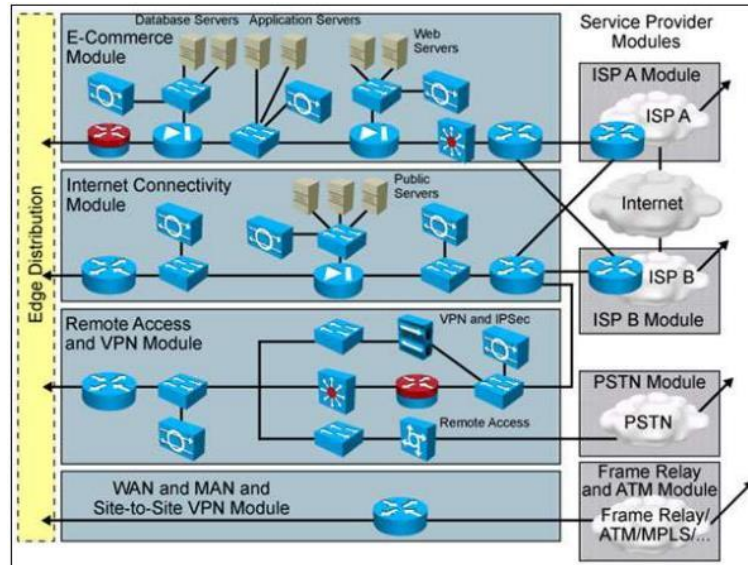 Database Servers
Application Servers
E-Commerce
Module
Web
Servers
Service Provider
Modules
ISP A Module
ISP A
Internet Connectivity
Module
Public
Servers
Internet
ISP B
ISP B Module
Edge Distribution
Remote Access
and VPN Module
VPN and IPSec
Remote Access
PSTN Module
PSTN
WAN and MAN and
Site-to-Site VPN Module
Frame Relay
and ATM Module
Frame Relay/
ATM/MPLS/...